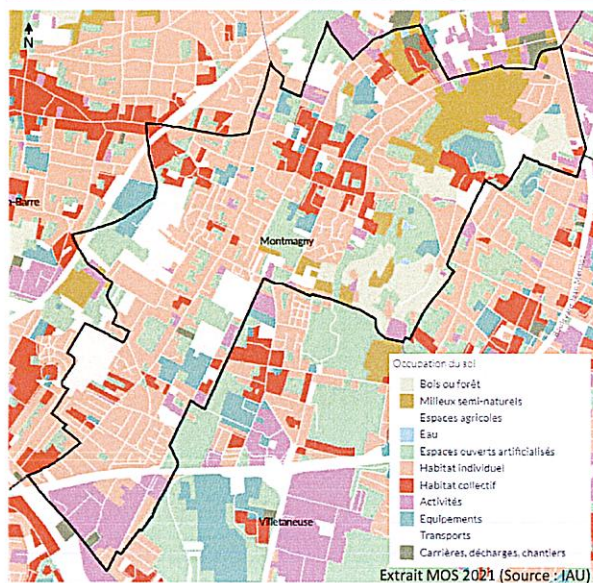 N
-Barre
Montmagny
Villetaneuse
Occupation du sol
Bois ou forêt
Milieux semi-naturels
Espaces agricoles
Eau
Espaces ouverts artificialisés
Habitat individuel
Habitat collectif
Activités
Equipements
Transports
Carrières, décharges, chantiers
Extrait MOS 2021 (Source : IAU)